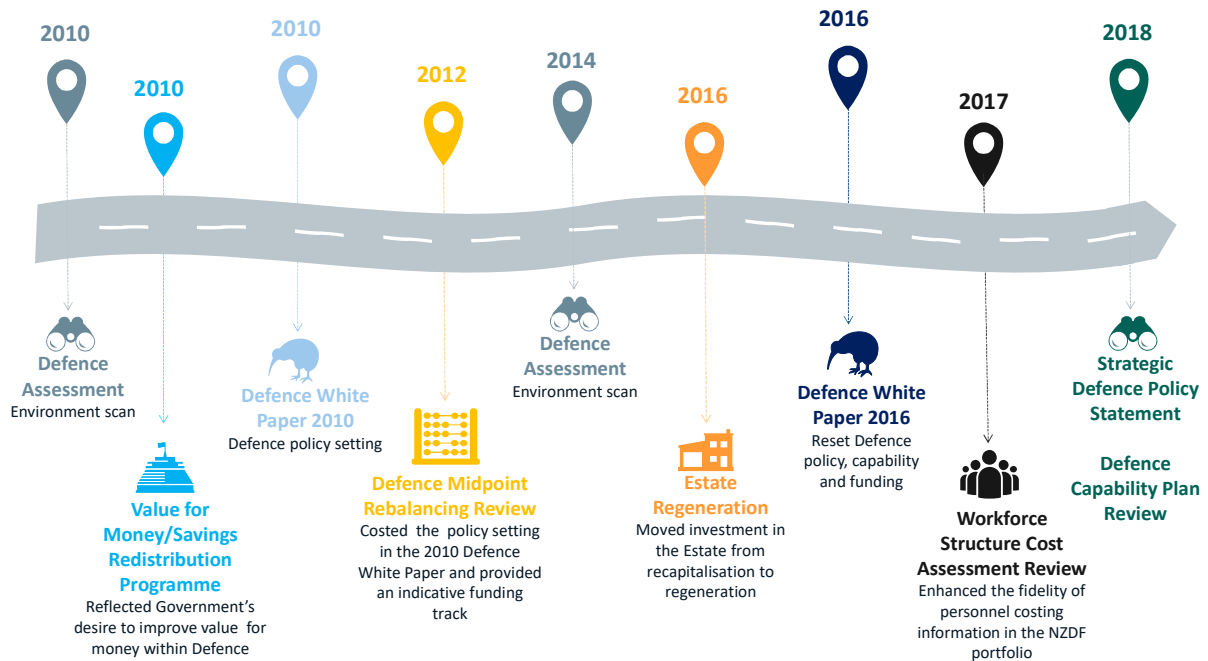 2010
Defence
Assessment
Environment scan
2010
Value for
Money/Savings
Redistribution
Programme
Reflected Government's
desire to improve value for
money within Defence
2010
Defence White
Paper 2010
Defence policy setting
2012
Defence Midpoint
Rebalancing Review
Costed the policy setting
in the 2010 Defence
White Paper and provided
an indicative funding
track
2014
Defence
Assessment
Environment scan
2016
Estate
Regeneration
Moved investment in
the Estate from
recapitalisation to
regeneration
2016
Defence White
Paper 2016
Reset Defence
policy, capability
and funding
2017
Workforce
Structure Cost
Assessment Review
Enhanced the fidelity of
personnel costing
information in the NZDF
portfolio
2018
Strategic
Defence Policy
Statement
Defence
Capability Plan
Review